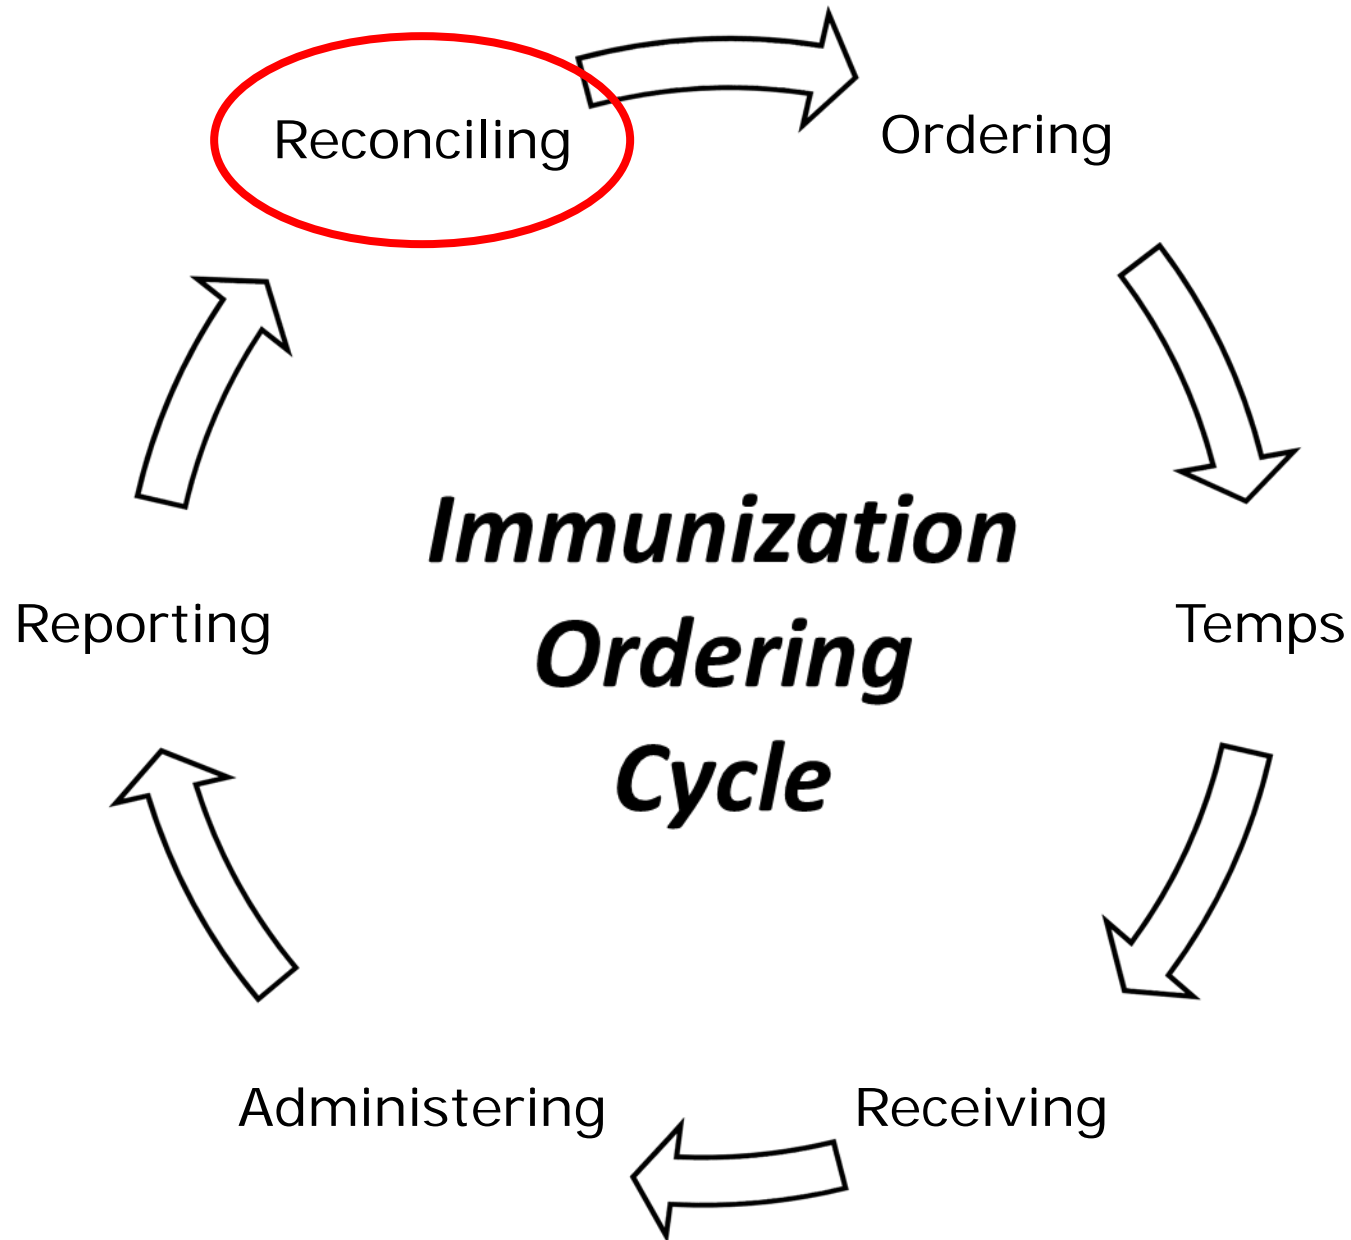 Reconciling
Ordering
Immunization
Ordering
Cycle
Reporting
Temps
Administering
Receiving